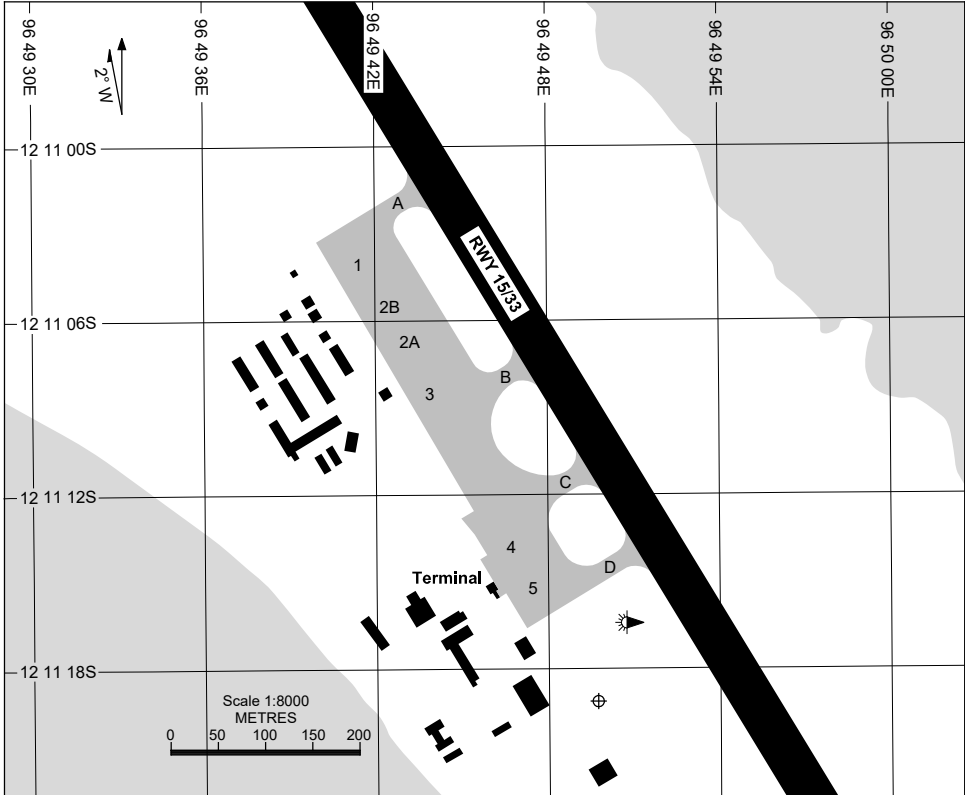 96 49 30E
96 49 36E
96 49 42E
96 49 48E
96 49 54E
96 50 00E
2° W
12 11 00S
A
RWY 15/33
1
2B
12 11 06S
2A
B
3
C
12 11 12S
4
D
Terminal
5
12 11 18S
Scale 1:8000
METRES
0 50 100 150 200